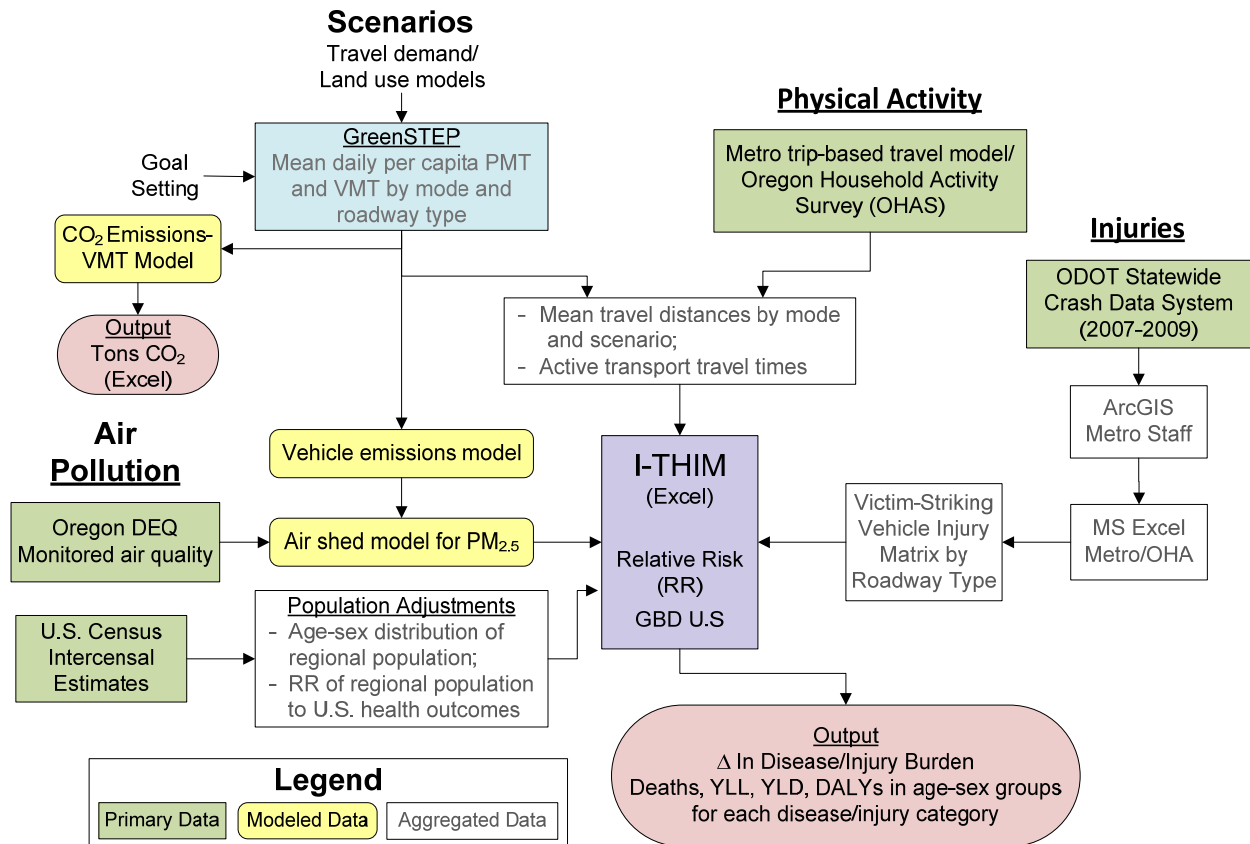 Scenarios
Travel demand/
Land use models
GreenSTEP
Mean daily per capita PMT
and VMT by mode and
roadway type
Goal
Setting
CO₂ Emissions-
VMT Model
Output
Tons CO₂
(Excel)
Physical Activity
Metro trip-based travel model/
Oregon Household Activity
Survey (OHAS)
Injuries
ODOT Statewide
Crash Data System
(2007-2009)
- Mean travel distances by mode
and scenario;
- Active transport travel times
ArcGIS
Metro Staff
MS Excel
Metro/OHA
Victim-Striking
Vehicle Injury
Matrix by
Roadway Type
Air
Pollution
Vehicle emissions model
Oregon DEQ
Monitored air quality
Air shed model for PM₂.₅
I-THIM
(Excel)
Relative Risk
(RR)
GBD U.S
U.S. Census
Intercensal
Estimates
Population Adjustments
- Age-sex distribution of
regional population;
- RR of regional population
to U.S. health outcomes
Output
Δ In Disease/Injury Burden
Deaths, YLL, YLD, DALYs in age-sex groups
for each disease/injury category
Legend
Primary Data
Modeled Data
Aggregated Data